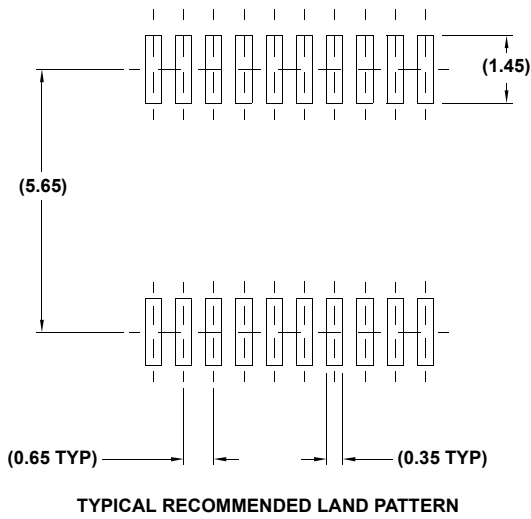 (1.45)
(5.65)
(0.65 TYP)
(0.35 TYP)
TYPICAL RECOMMENDED LAND PATTERN